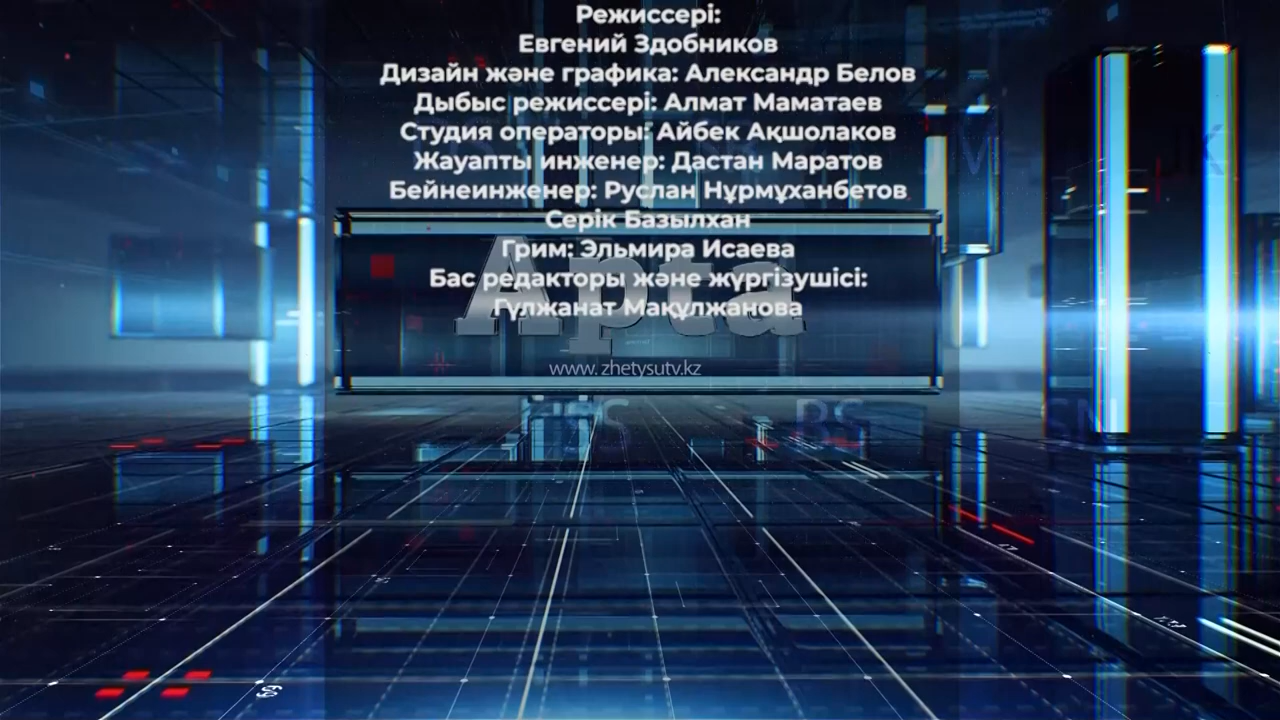 Режиссері:
Евгений Здобников
Дизайн және графика: Александр Белов
Дыбыс режиссері: Алмат Маматаев
Студия операторы: Айбек Ақшолаков
Жауапты инженер: Дастан Маратов
Бейнеинженер: Руслан Нұрмұханбетов
Серік Базылхан
Грим: Эльмира Исаева
Бас редакторы және жүргізушісі:
Гүлжанат Мақұлжанова
Apta
www.zhetysutv.kz
69